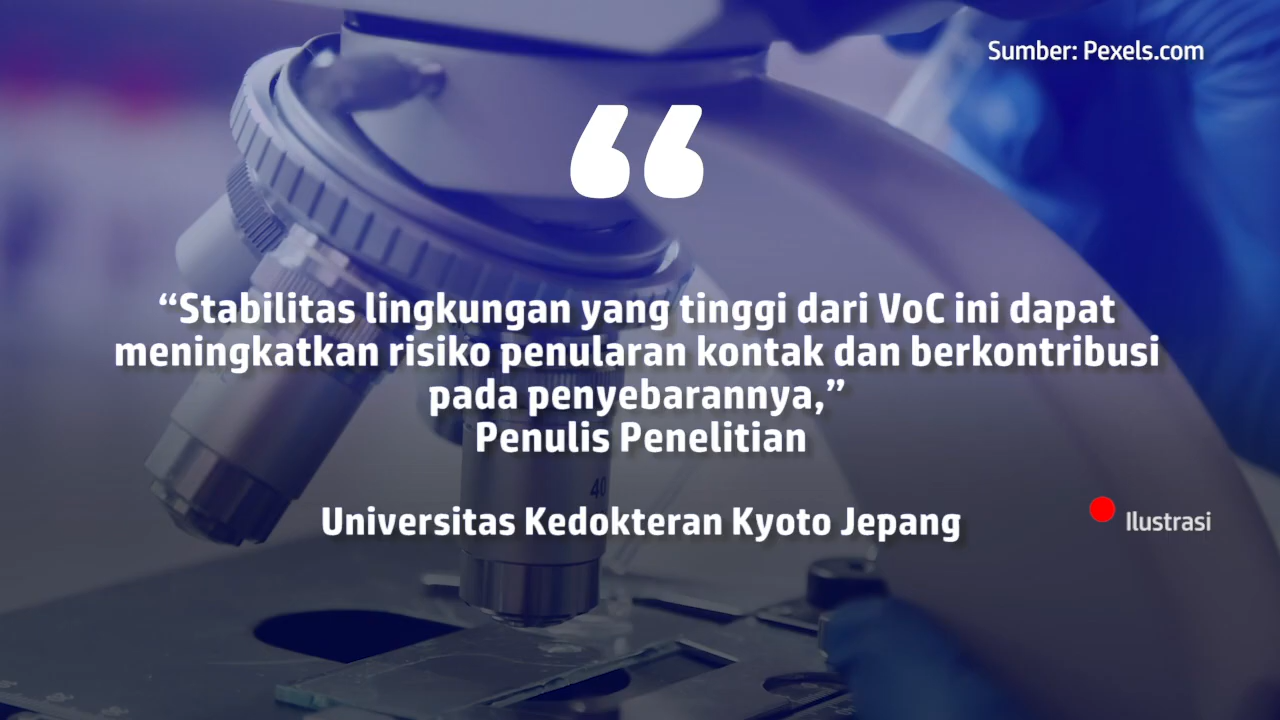 Sumber: Pexels.com
“
“Stabilitas lingkungan yang tinggi dari VoC ini dapat
meningkatkan risiko penularan kontak dan berkontribusi
pada penyebarannya,”
Penulis Penelitian
40
Universitas Kedokteran Kyoto Jepang
Ilustrasi